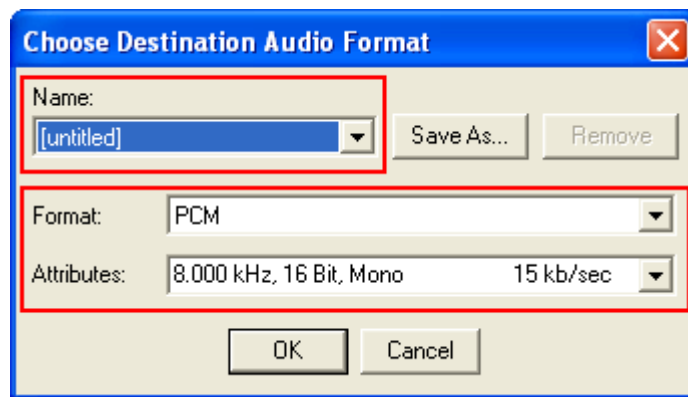 Choose Destination Audio Format
Name:
[untitled]
Save As...
Remove
Format:
PCM
Attributes:
8.000 kHz, 16 Bit, Mono 15 kb/sec
OK
Cancel